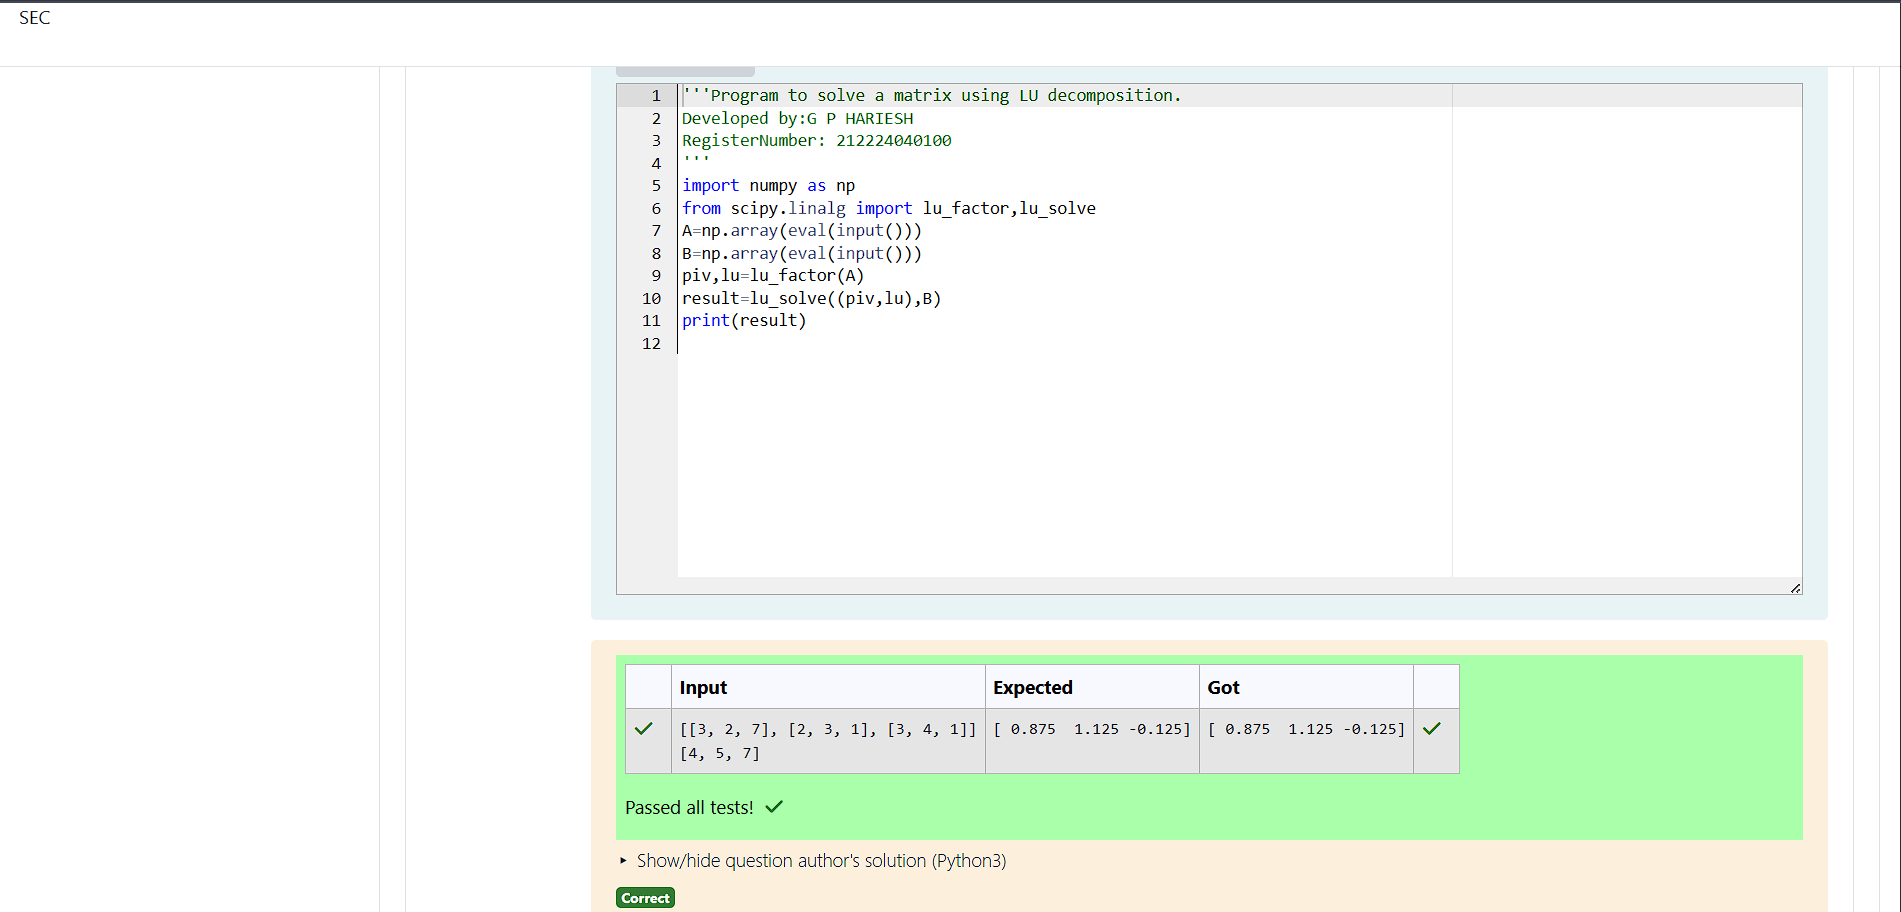 SEC
1 '''Program to solve a matrix using LU decomposition.
2 Developed by:G P HARIESH
3 RegisterNumber: 212224040100
4 '''
5 import numpy as np
6 from scipy.linalg import lu_factor,lu_solve
7 A=np.array(eval(input()))
8 B=np.array(eval(input()))
9 piv,lu=lu_factor(A)
10 result=lu_solve((piv,lu),B)
11 print(result)
12
Input Expected Got
[[3, 2, 7], [2, 3, 1], [3, 4, 1]] [ 0.875  1.125 -0.125] [ 0.875  1.125 -0.125]
[4, 5, 7]
Passed all tests!
Show/hide question author's solution (Python3)
Correct